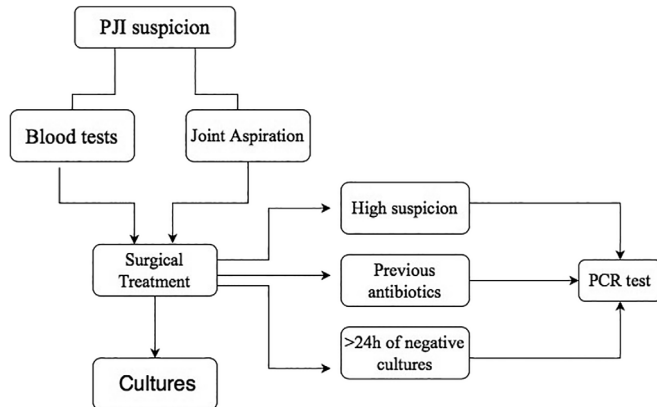 PJI suspicion
Blood tests
Joint Aspiration
High suspicion
Surgical
Treatment
Previous
antibiotics
PCR test
>24h of negative
cultures
Cultures